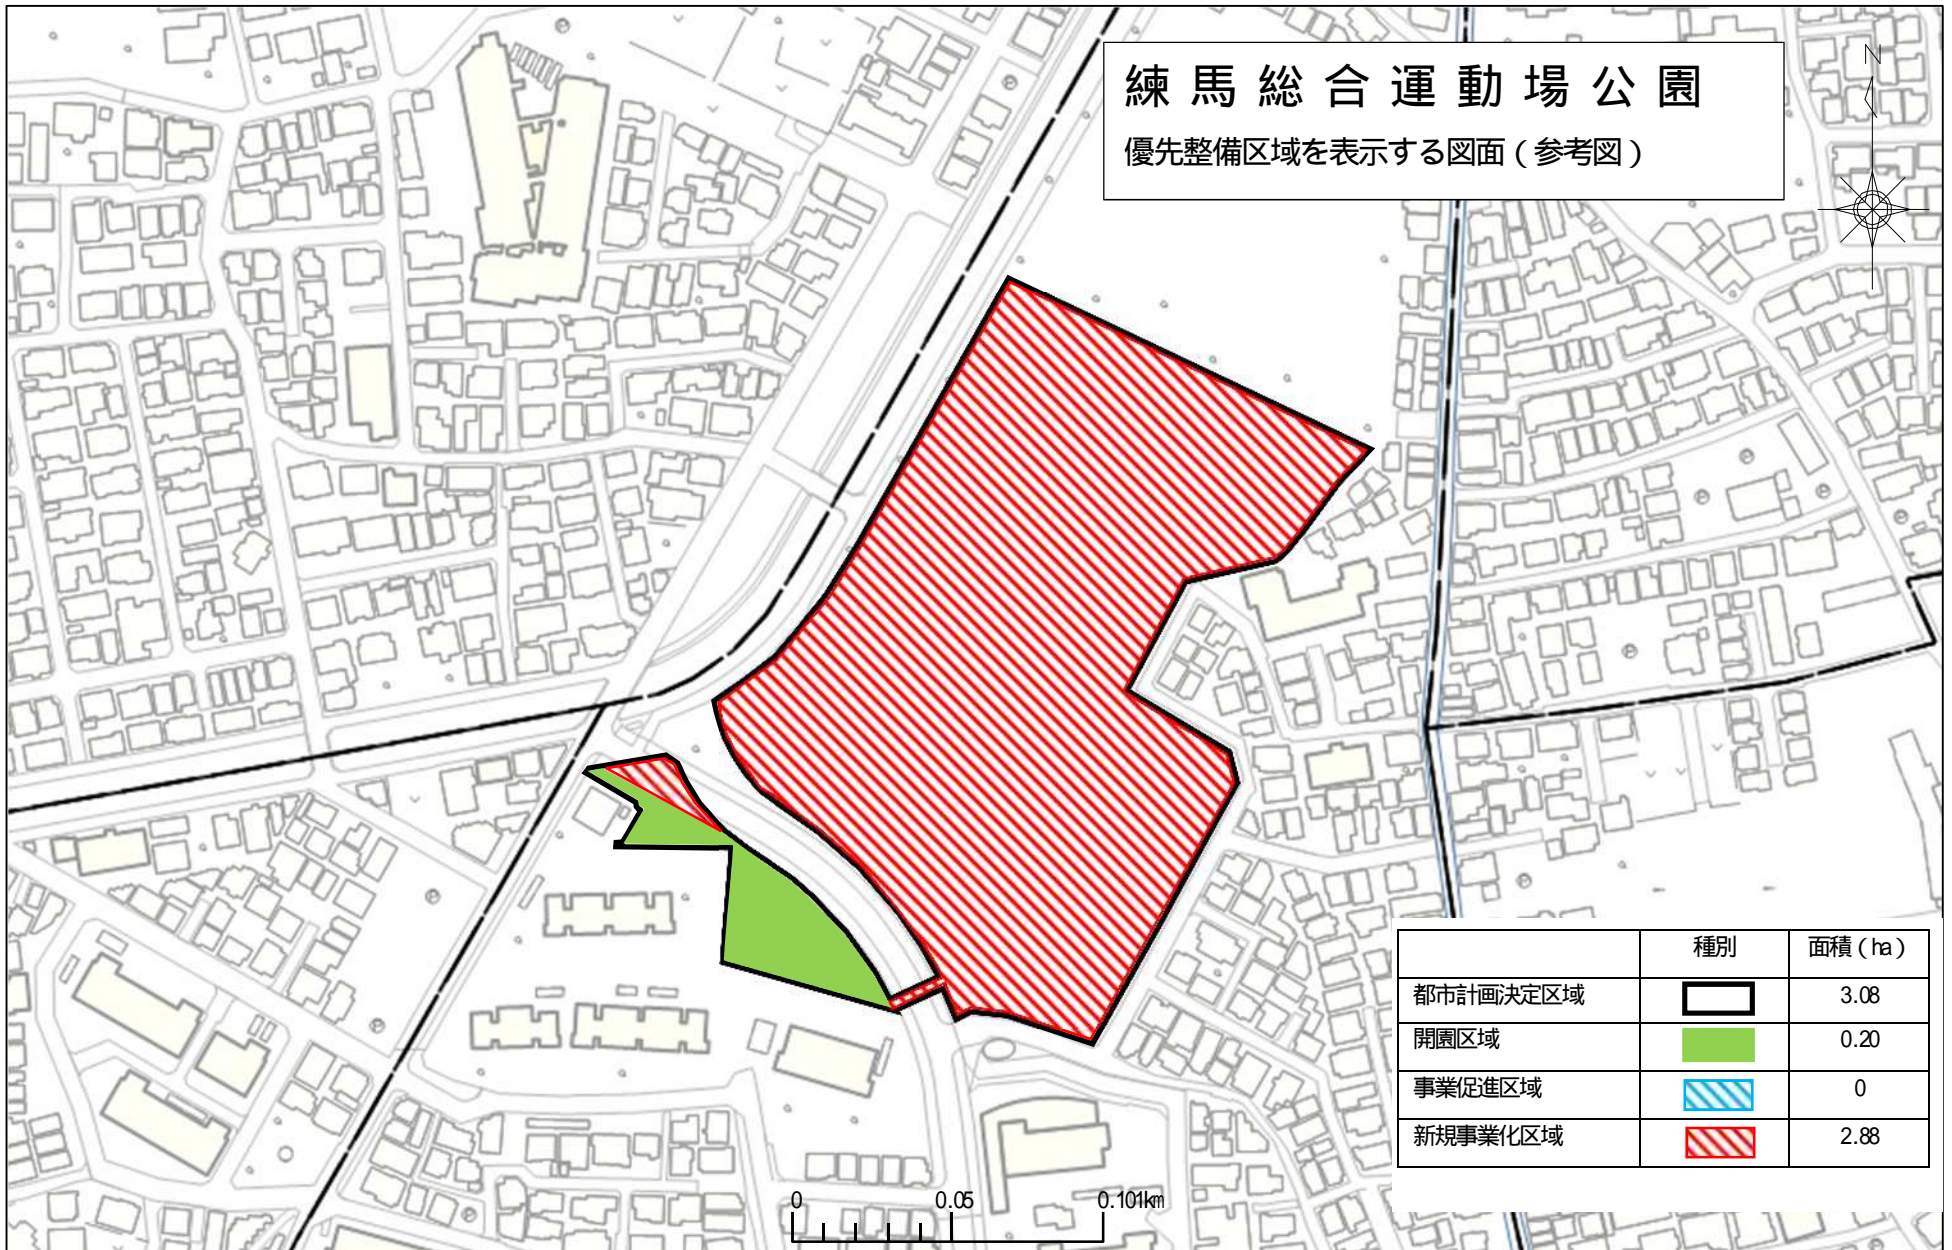 練馬総合運動場公園
優先整備区域を表示する図面（参考図）
N
種別 面積（ha）
都市計画決定区域 3.08
開園区域 0.20
事業促進区域 0
新規事業化区域 2.88
0 0.05 0.101km